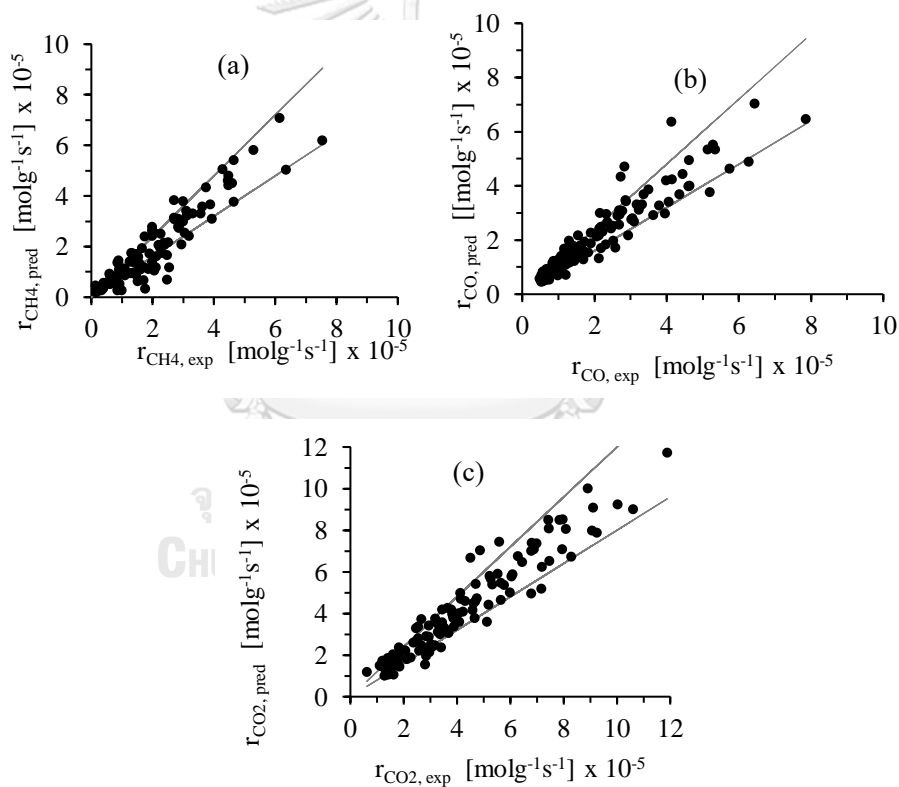 (a)
10
8
6
4
2
0
r_CH4, pred [molg⁻¹s⁻¹] x 10⁻⁵
0 2 4 6 8 10
r_CH4, exp [molg⁻¹s⁻¹] x 10⁻⁵
(b)
10
8
6
4
2
0
r_CO, pred [[molg⁻¹s⁻¹] x 10⁻⁵
0 2 4 6 8 10
r_CO, exp [molg⁻¹s⁻¹] x 10⁻⁵
(c)
12
10
8
6
4
2
0
r_CO2, pred [molg⁻¹s⁻¹] x 10⁻⁵
0 2 4 6 8 10 12
r_CO2, exp [molg⁻¹s⁻¹] x 10⁻⁵